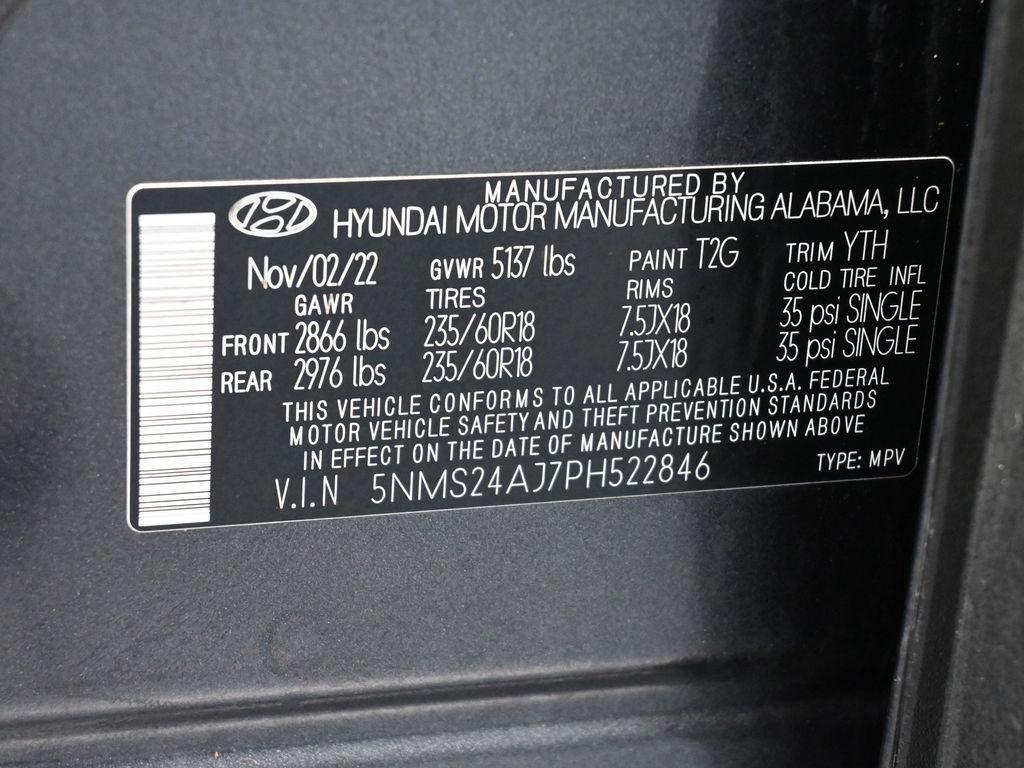 MANUFACTURED BY
HYUNDAI MOTOR MANUFACTURING ALABAMA, LLC
Nov/02/22 GVWR 5137 lbs PAINT T2G TRIM YTH
GAWR TIRES RIMS COLD TIRE INFL
FRONT 2866 lbs 235/60R18 7.5JX18 35 psi SINGLE
REAR 2976 lbs 235/60R18 7.5JX18 35 psi SINGLE
THIS VEHICLE CONFORMS TO ALL APPLICABLE U.S.A. FEDERAL
MOTOR VEHICLE SAFETY AND THEFT PREVENTION STANDARDS
IN EFFECT ON THE DATE OF MANUFACTURE SHOWN ABOVE
V.I.N 5NMS24AJ7PH522846 TYPE: MPV